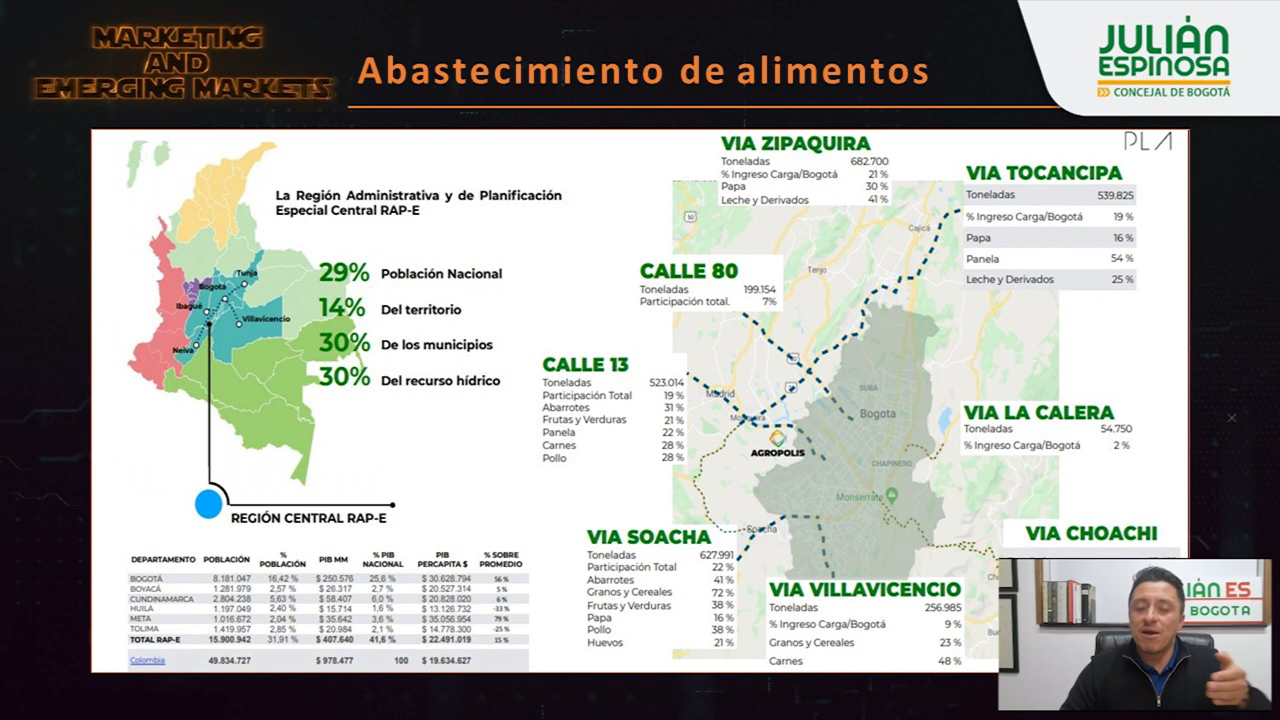 MARKETING
AND
EMERGING MARKETS
Abastecimiento de alimentos
JULIÁN
ESPINOSA
CONCEJAL DE BOGOTÁ
PLA
La Región Administrativa y de Planificación
Especial Central RAP-E
29% Población Nacional
14% Del territorio
30% De los municipios
30% Del recurso hídrico
Tunja
Bogotá
Ibagué
Villavicencio
Neiva
REGIÓN CENTRAL RAP-E
DEPARTAMENTO POBLACIÓN % POBLACIÓN PIB MM % PIB NACIONAL PIB PERCAPITA $ % SOBRE PROMEDIO
BOGOTÁ 8.181.047 16,42 % $ 250.576 25,6 % $ 30.628.794 56 %
BOYACÁ 1.281.979 2,57 % $ 26.317 2,7 % $ 20.527.314 5 %
CUNDINAMARCA 2.804.238 5,63 % $ 58.407 6,0 % $ 20.828.020 6 %
HUILA 1.197.049 2,40 % $ 15.714 1,6 % $ 13.126.732 -33 %
META 1.016.672 2,04 % $ 35.642 3,6 % $ 35.056.954 79 %
TOLIMA 1.419.957 2,85 % $ 20.984 2,1 % $ 14.778.300 -25 %
TOTAL RAP-E 15.900.942 31,91 % $ 407.640 41,6 % $ 22.491.019 15 %
Colombia 49.834.727 $ 978.477 100 $ 19.634.627
VIA ZIPAQUIRA
Toneladas 682.700
% Ingreso Carga/Bogotá 21 %
Papa 30 %
Leche y Derivados 41 %
VIA TOCANCIPA
Toneladas 539.825
% Ingreso Carga/Bogotá 19 %
Papa 16 %
Panela 54 %
Leche y Derivados 25 %
CALLE 80
Toneladas 199.154
Participación total. 7%
CALLE 13
Toneladas 523.014
Participación Total 19 %
Abarrotes 31 %
Frutas y Verduras 21 %
Panela 22 %
Carnes 28 %
Pollo 28 %
50
Cajicá
Tenjo
Madrid
SUBA
Bogota
AGROPOLIS
CHAPINERO
Monserrate
Soacha
VIA LA CALERA
Toneladas 54.750
% Ingreso Carga/Bogotá 2 %
VIA CHOACHI
VIA SOACHA
Toneladas 627.991
Participación Total 22 %
Abarrotes 41 %
Granos y Cereales 72 %
Frutas y Verduras 38 %
Papa 16 %
Pollo 38 %
Huevos 21 %
VIA VILLAVICENCIO
Toneladas 256.985
% Ingreso Carga/Bogotá 9 %
Granos y Cereales 23 %
Carnes 48 %
IÁN ES
BOGOTA